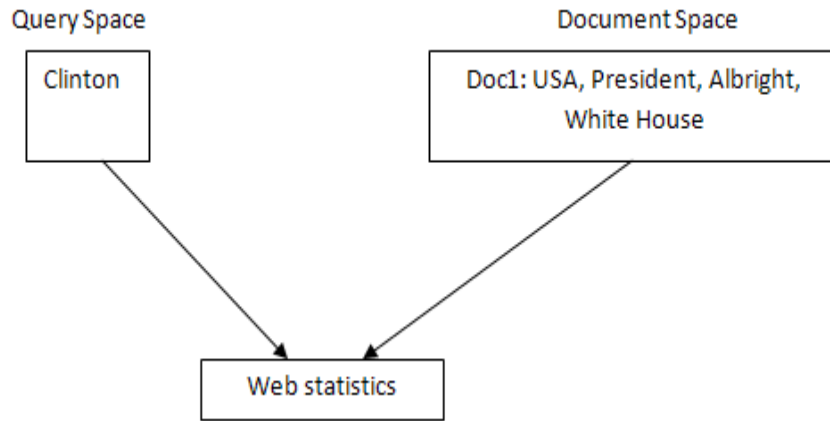 Query Space
Document Space
Clinton
Doc1: USA, President, Albright,
White House
Web statistics